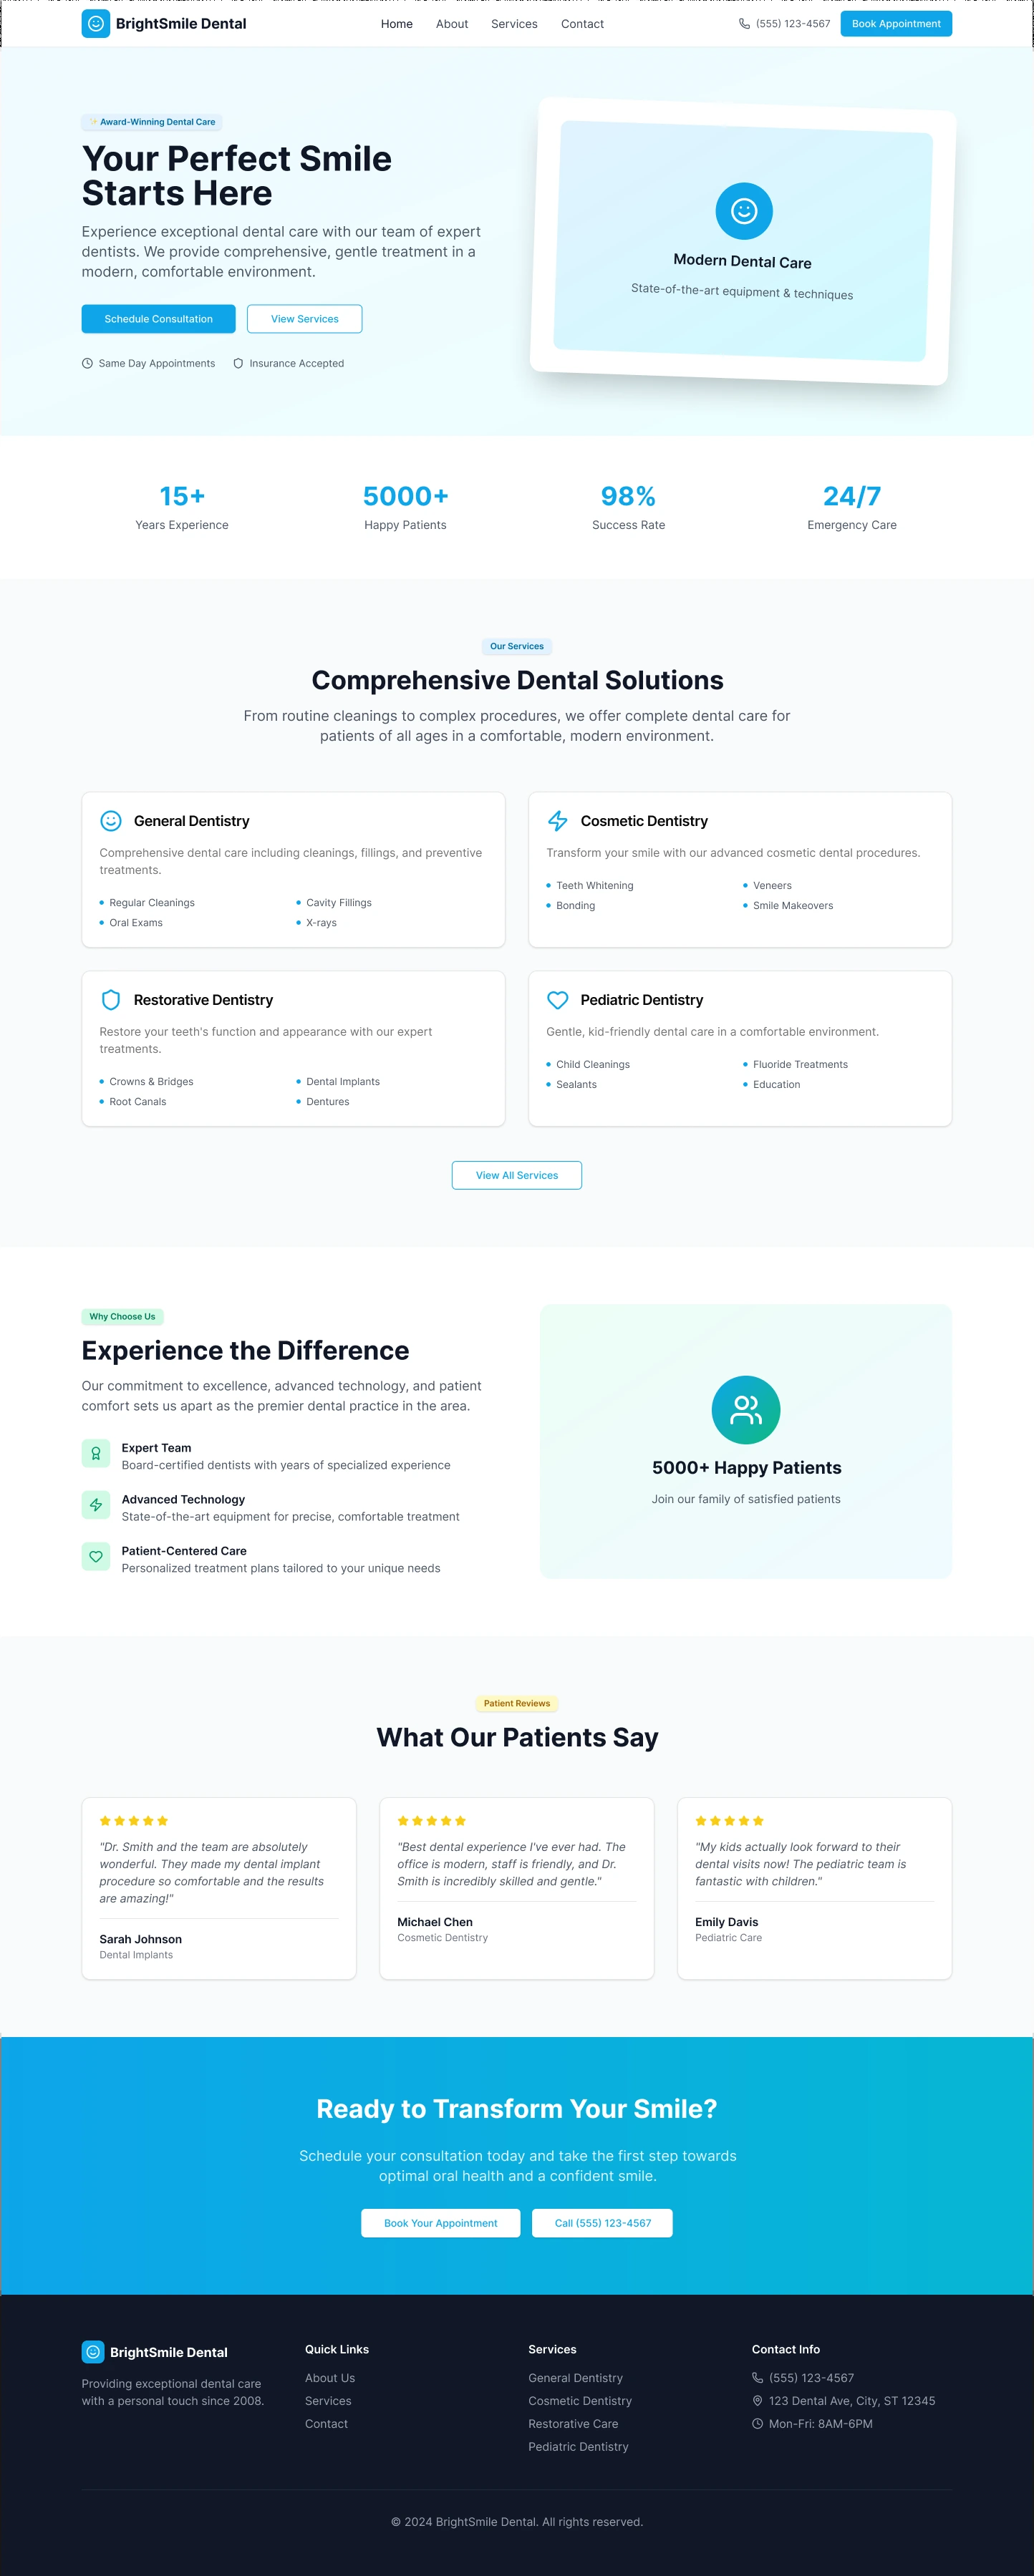 BrightSmile Dental
Home About Services Contact
(555) 123-4567
Book Appointment
✨ Award-Winning Dental Care
Your Perfect Smile
Starts Here
Experience exceptional dental care with our team of expert
dentists. We provide comprehensive, gentle treatment in a
modern, comfortable environment.
Schedule Consultation
View Services
Same Day Appointments
Insurance Accepted
Modern Dental Care
State-of-the-art equipment & techniques
15+
Years Experience
5000+
Happy Patients
98%
Success Rate
24/7
Emergency Care
Our Services
Comprehensive Dental Solutions
From routine cleanings to complex procedures, we offer complete dental care for
patients of all ages in a comfortable, modern environment.
General Dentistry
Comprehensive dental care including cleanings, fillings, and preventive
treatments.
Regular Cleanings
Cavity Fillings
Oral Exams
X-rays
Cosmetic Dentistry
Transform your smile with our advanced cosmetic dental procedures.
Teeth Whitening
Veneers
Bonding
Smile Makeovers
Restorative Dentistry
Restore your teeth's function and appearance with our expert
treatments.
Crowns & Bridges
Dental Implants
Root Canals
Dentures
Pediatric Dentistry
Gentle, kid-friendly dental care in a comfortable environment.
Child Cleanings
Fluoride Treatments
Sealants
Education
View All Services
Why Choose Us
Experience the Difference
Our commitment to excellence, advanced technology, and patient
comfort sets us apart as the premier dental practice in the area.
Expert Team
Board-certified dentists with years of specialized experience
Advanced Technology
State-of-the-art equipment for precise, comfortable treatment
Patient-Centered Care
Personalized treatment plans tailored to your unique needs
5000+ Happy Patients
Join our family of satisfied patients
Patient Reviews
What Our Patients Say
"Dr. Smith and the team are absolutely
wonderful. They made my dental implant
procedure so comfortable and the results
are amazing!"
Sarah Johnson
Dental Implants
"Best dental experience I've ever had. The
office is modern, staff is friendly, and Dr.
Smith is incredibly skilled and gentle."
Michael Chen
Cosmetic Dentistry
"My kids actually look forward to their
dental visits now! The pediatric team is
fantastic with children."
Emily Davis
Pediatric Care
Ready to Transform Your Smile?
Schedule your consultation today and take the first step towards
optimal oral health and a confident smile.
Book Your Appointment
Call (555) 123-4567
BrightSmile Dental
Providing exceptional dental care
with a personal touch since 2008.
Quick Links
About Us
Services
Contact
Services
General Dentistry
Cosmetic Dentistry
Restorative Care
Pediatric Dentistry
Contact Info
(555) 123-4567
123 Dental Ave, City, ST 12345
Mon-Fri: 8AM-6PM
© 2024 BrightSmile Dental. All rights reserved.